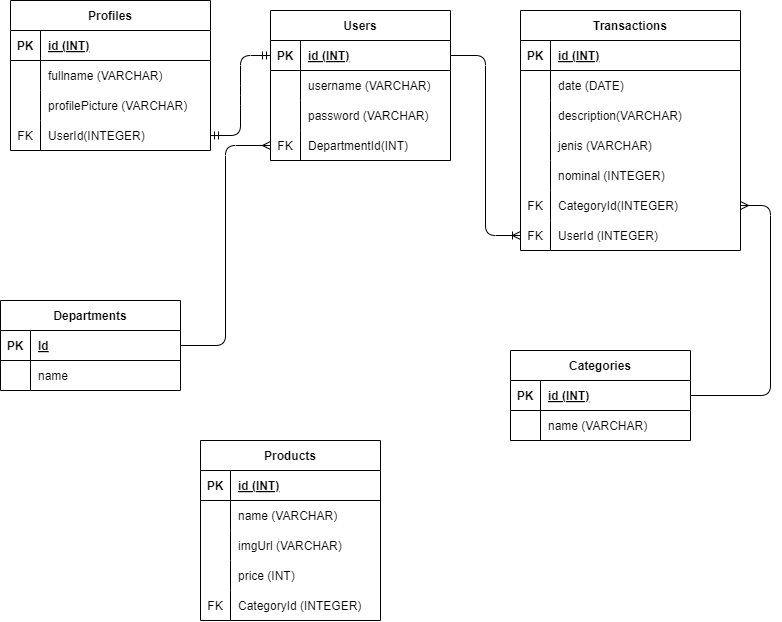 Profiles
PK id (INT)
fullname (VARCHAR)
profilePicture (VARCHAR)
FK UserId(INTEGER)
Users
PK id (INT)
username (VARCHAR)
password (VARCHAR)
FK DepartmentId(INT)
Transactions
PK id (INT)
date (DATE)
description(VARCHAR)
jenis (VARCHAR)
nominal (INTEGER)
FK CategoryId(INTEGER)
FK UserId (INTEGER)
Departments
PK Id
name
Categories
PK id (INT)
name (VARCHAR)
Products
PK id (INT)
name (VARCHAR)
imgUrl (VARCHAR)
price (INT)
FK CategoryId (INTEGER)